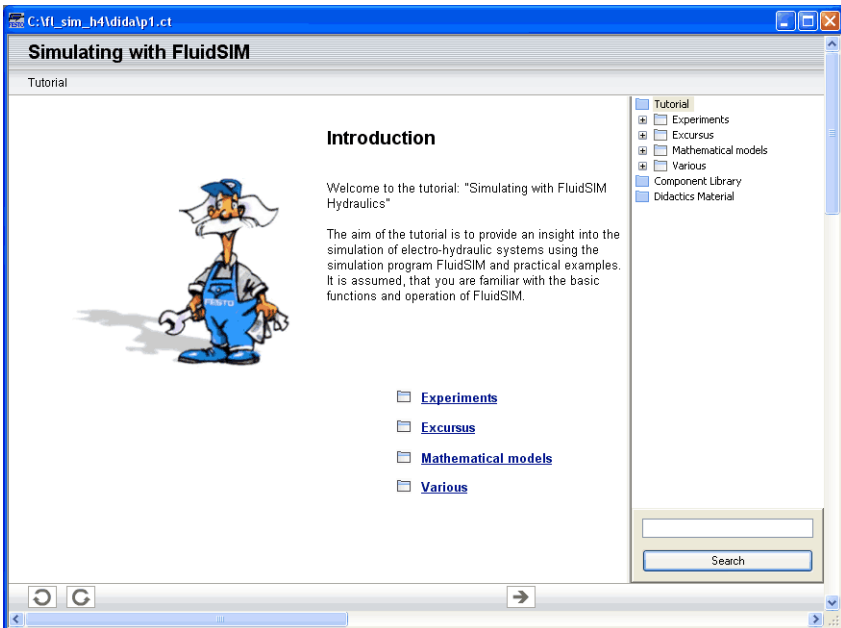 C:\fl_sim_h4\dida\p1.ct
Simulating with FluidSIM
Tutorial
Introduction
Welcome to the tutorial: "Simulating with FluidSIM
Hydraulics"
The aim of the tutorial is to provide an insight into the
simulation of electro-hydraulic systems using the
simulation program FluidSIM and practical examples.
It is assumed, that you are familiar with the basic
functions and operation of FluidSIM.
FESTO
Experiments
Excursus
Mathematical models
Various
Tutorial
Experiments
Excursus
Mathematical models
Various
Component Library
Didactics Material
Search